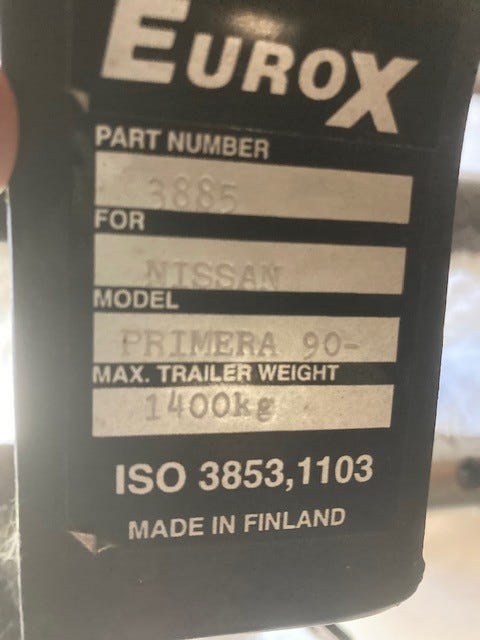 EUROX
PART NUMBER
3885
FOR
NISSAN
MODEL
PRIMERA 90-
MAX. TRAILER WEIGHT
1400kg
ISO 3853,1103
MADE IN FINLAND